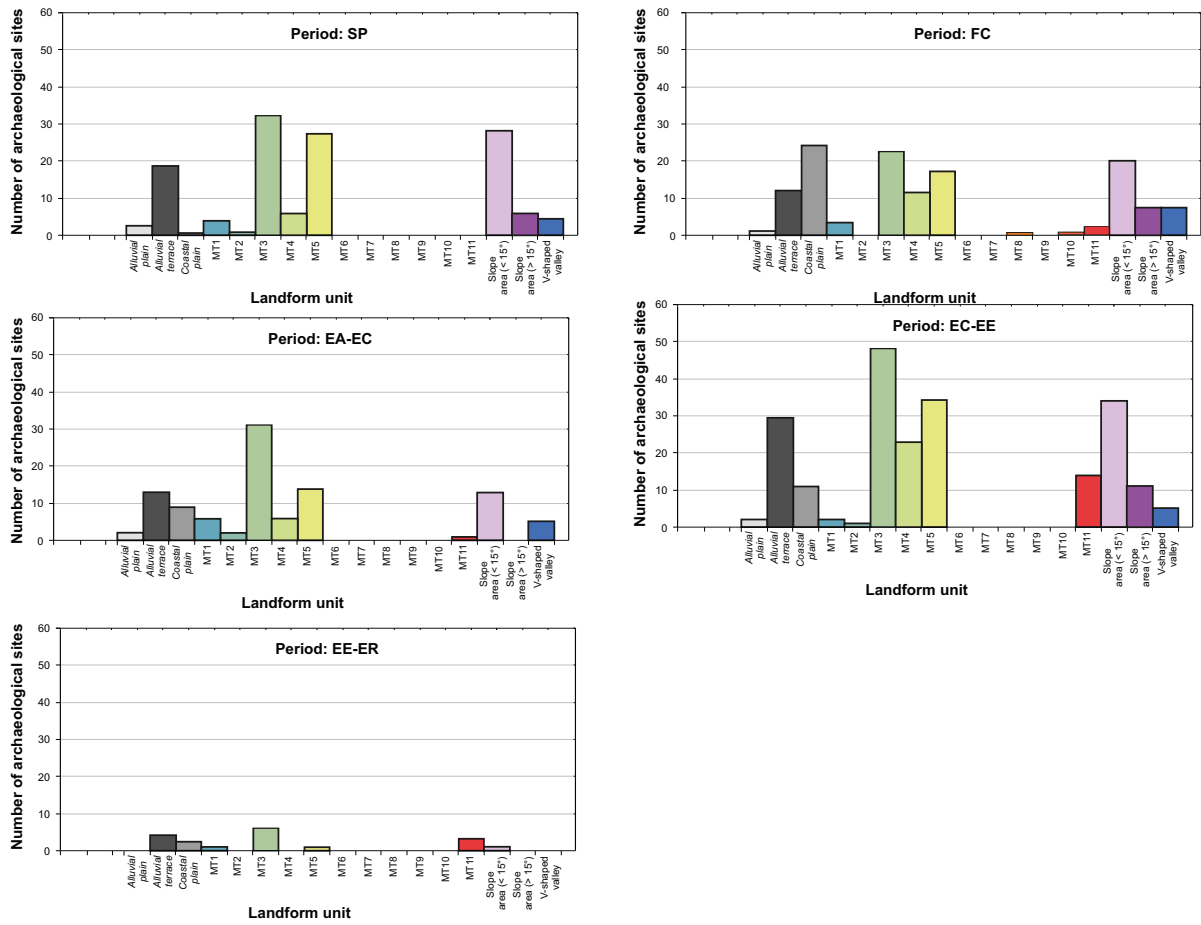 Period: SP
Number of archaeological sites
60
50
40
30
20
10
0
Alluvial plain
Alluvial terrace
Coastal plain
MT1
MT2
MT3
MT4
MT5
MT6
MT7
MT8
MT9
MT10
MT11
Slope area (< 15°)
Slope area (> 15°)
V-shaped valley
Landform unit
Period: FC
Number of archaeological sites
60
50
40
30
20
10
0
Alluvial plain
Alluvial terrace
Coastal plain
MT1
MT2
MT3
MT4
MT5
MT6
MT7
MT8
MT9
MT10
MT11
Slope area (< 15°)
Slope area (> 15°)
V-shaped valley
Landform unit
Period: EA-EC
Number of archaeological sites
60
50
40
30
20
10
0
Alluvial plain
Alluvial terrace
Coastal plain
MT1
MT2
MT3
MT4
MT5
MT6
MT7
MT8
MT9
MT10
MT11
Slope area (< 15°)
Slope area (> 15°)
V-shaped valley
Landform unit
Period: EC-EE
Number of archaeological sites
60
50
40
30
20
10
0
Alluvial plain
Alluvial terrace
Coastal plain
MT1
MT2
MT3
MT4
MT5
MT6
MT7
MT8
MT9
MT10
MT11
Slope area (< 15°)
Slope area (> 15°)
V-shaped valley
Landform unit
Period: EE-ER
Number of archaeological sites
60
50
40
30
20
10
0
Alluvial plain
Alluvial terrace
Coastal plain
MT1
MT2
MT3
MT4
MT5
MT6
MT7
MT8
MT9
MT10
MT11
Slope area (< 15°)
Slope area (> 15°)
V-shaped valley
Landform unit